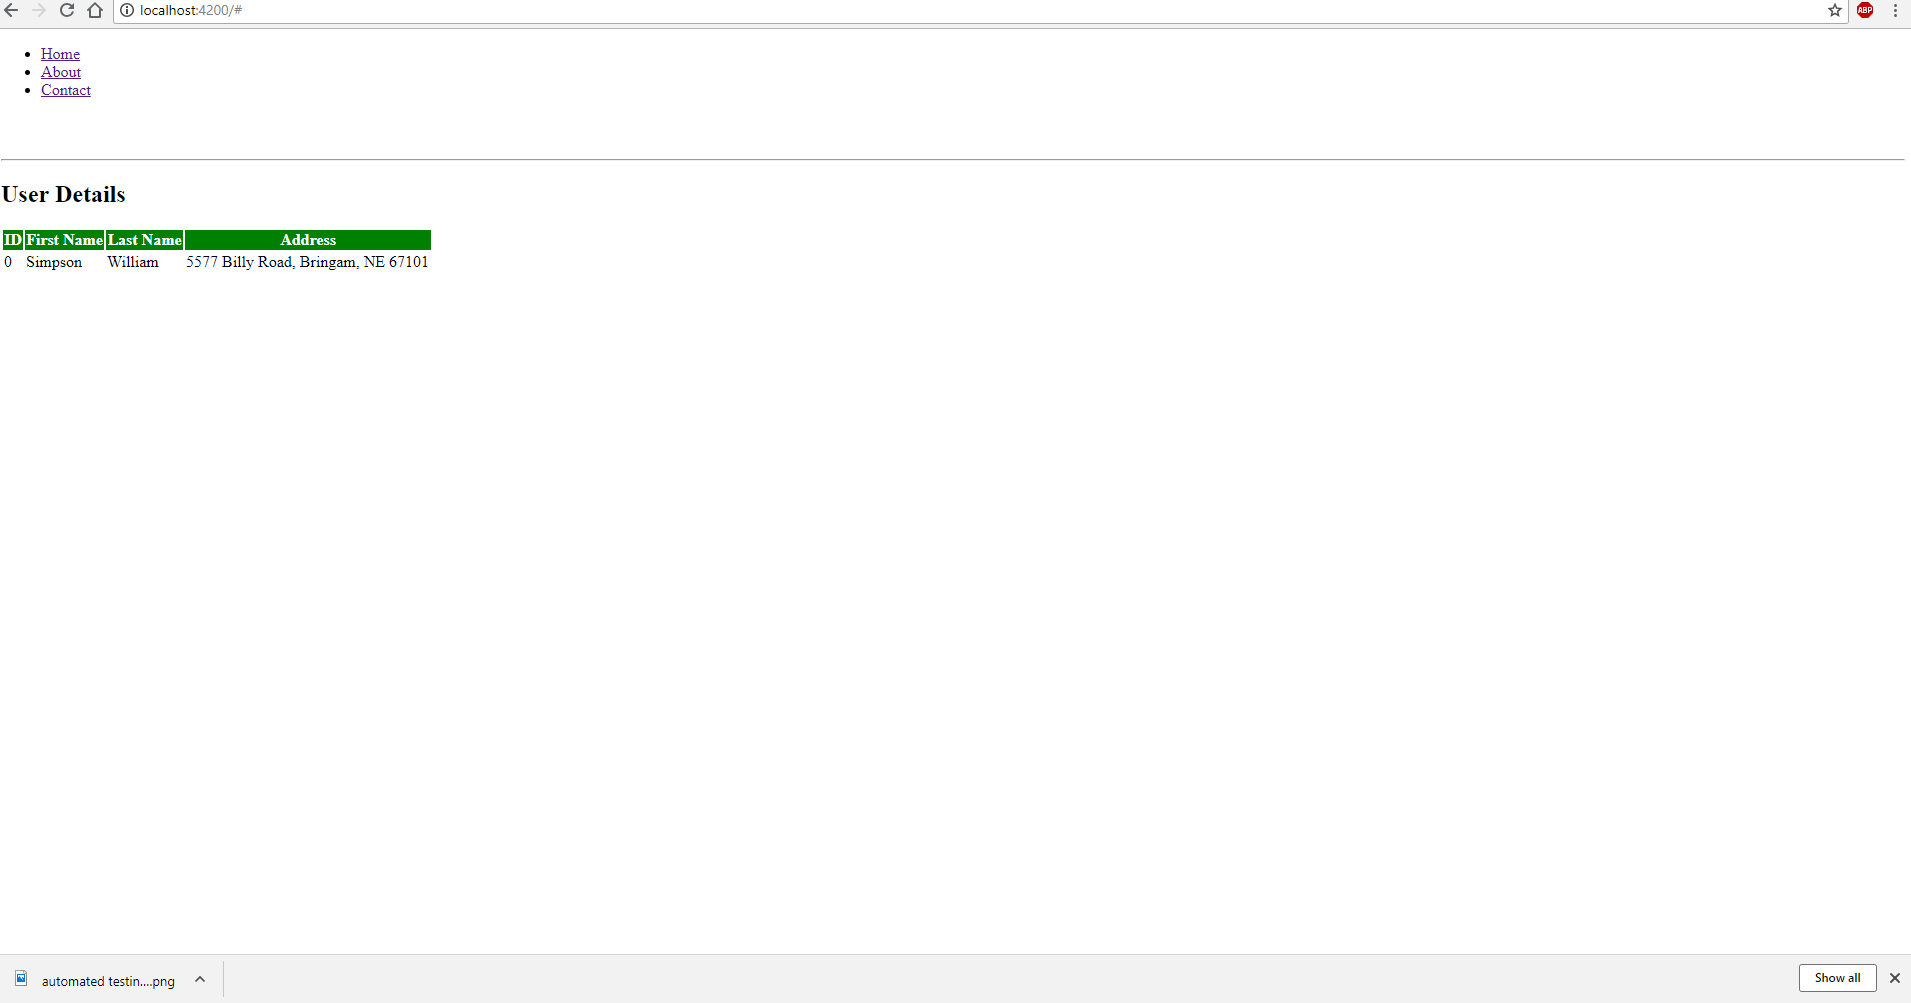 localhost:4200/#
ABP
Home
About
Contact
User Details
ID First Name Last Name Address
0 Simpson William 5577 Billy Road, Bringam, NE 67101
automated testin....png
Show all